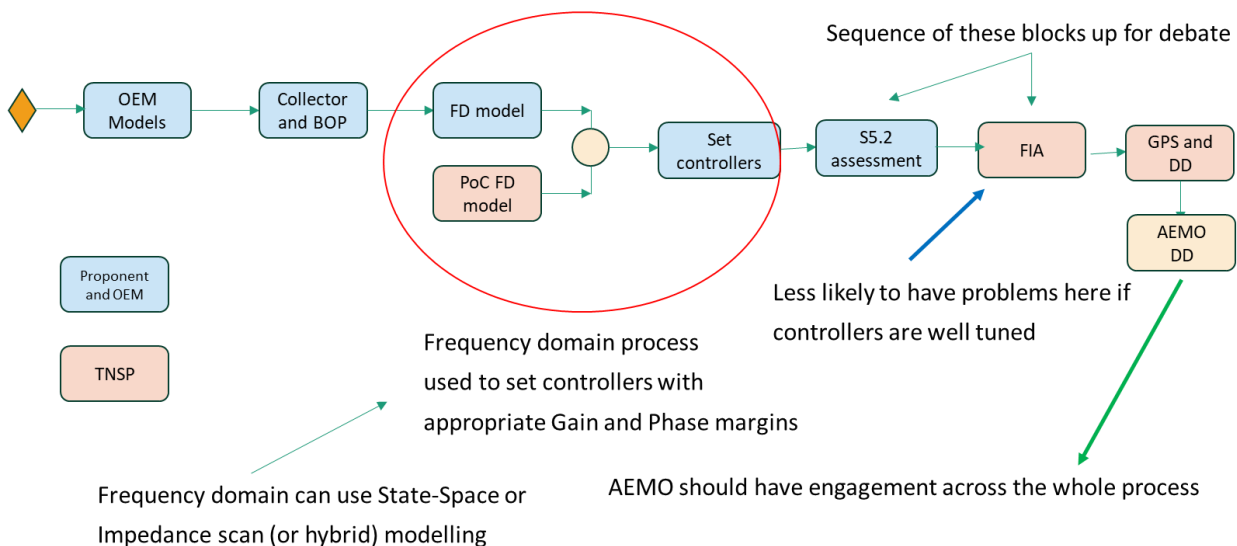 Sequence of these blocks up for debate
OEM
Models
Collector
and BOP
FD model
PoC FD
model
Set
controllers
S5.2
assessment
FIA
GPS and
DD
AEMO
DD
Proponent
and OEM
TNSP
Less likely to have problems here if
controllers are well tuned
Frequency domain process
used to set controllers with
appropriate Gain and Phase margins
AEMO should have engagement across the whole process
Frequency domain can use State-Space or
Impedance scan (or hybrid) modelling